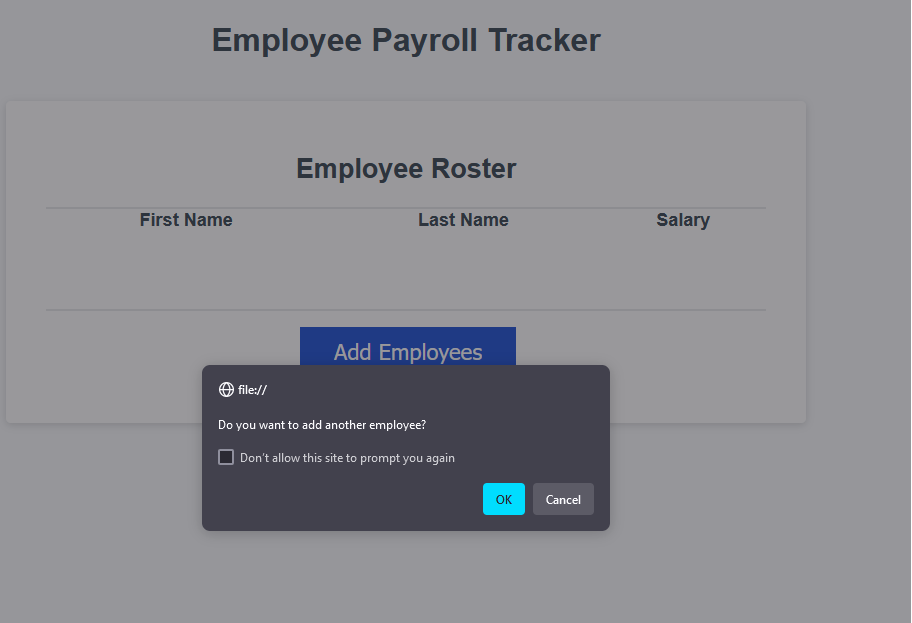 Employee Payroll Tracker
Employee Roster
First Name Last Name Salary
Add Employees
file://
Do you want to add another employee?
Don’t allow this site to prompt you again
OK Cancel